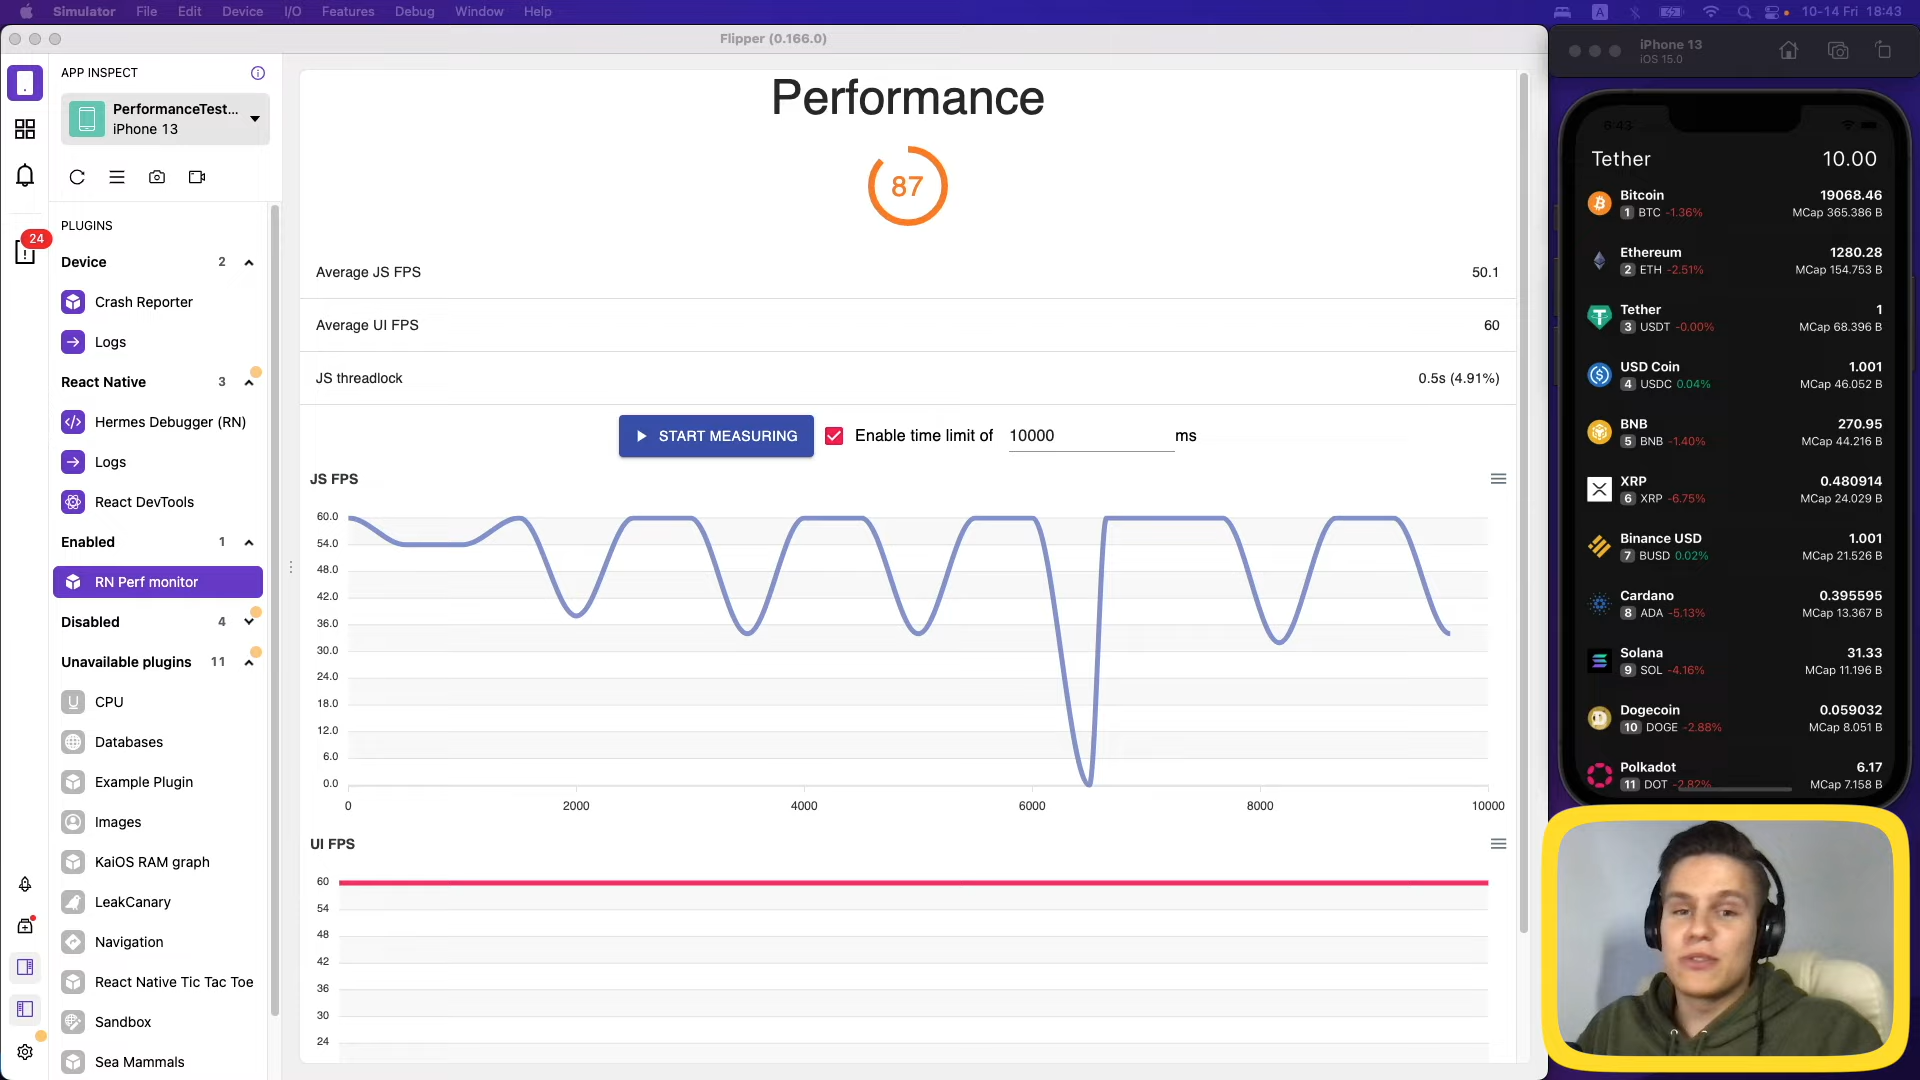 Simulator File Edit Device I/O Features Debug Window Help
A 10-14 Fri 18:43
Flipper (0.166.0)
APP INSPECT
PerformanceTest...
iPhone 13
24
PLUGINS
Device 2
Crash Reporter
Logs
React Native 3
Hermes Debugger (RN)
Logs
React DevTools
Enabled 1
RN Perf monitor
Disabled 4
Unavailable plugins 11
CPU
Databases
Example Plugin
Images
KaiOS RAM graph
LeakCanary
Navigation
React Native Tic Tac Toe
Sandbox
Sea Mammals
Performance
87
Average JS FPS 50.1
Average UI FPS 60
JS threadlock 0.5s (4.91%)
START MEASURING Enable time limit of 10000 ms
JS FPS
60.0
54.0
48.0
42.0
36.0
30.0
24.0
18.0
12.0
6.0
0.0
0 2000 4000 6000 8000 10000
UI FPS
60
54
48
42
36
30
24
iPhone 13
iOS 15.0
6:43
Tether 10.00
Bitcoin 19068.46
1 BTC -1.36% MCap 365.386 B
Ethereum 1280.28
2 ETH -2.51% MCap 154.753 B
Tether 1
3 USDT -0.00% MCap 68.396 B
USD Coin 1.001
4 USDC 0.04% MCap 46.052 B
BNB 270.95
5 BNB -1.40% MCap 44.216 B
XRP 0.480914
6 XRP -6.75% MCap 24.029 B
Binance USD 1.001
7 BUSD 0.02% MCap 21.526 B
Cardano 0.395595
8 ADA -5.13% MCap 13.367 B
Solana 31.33
9 SOL -4.16% MCap 11.196 B
Dogecoin 0.059032
10 DOGE -2.88% MCap 8.051 B
Polkadot 6.17
11 DOT -2.82% MCap 7.158 B